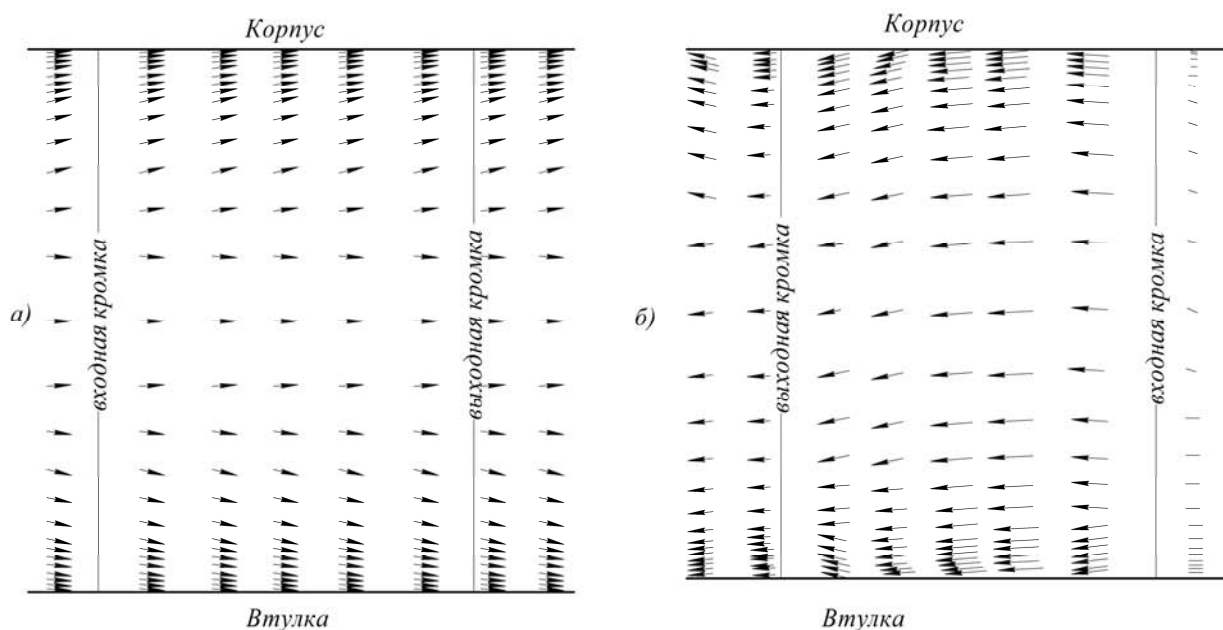 Корпус
а)
входная кромка
выходная кромка
Втулка
Корпус
б)
выходная кромка
входная кромка
Втулка